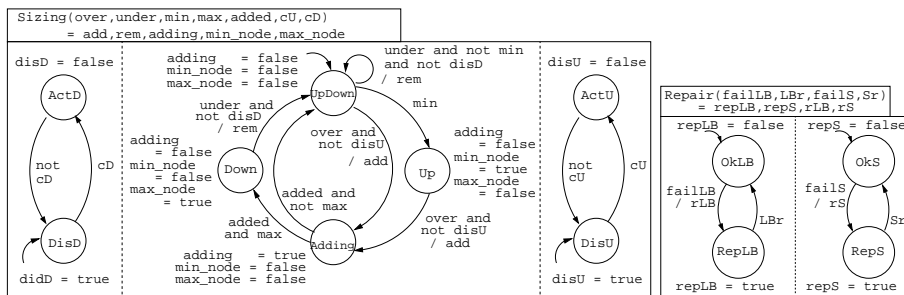 Sizing(over,under,min,max,added,cU,cD)
= add,rem,adding,min_node,max_node
disD = false
ActD
not
cD
cD
DisD
didD = true
adding = false
min_node = false
max_node = false
under and not min
and not disD
/ rem
UpDown
under and
not disD
/ rem
min
over and
not disU
/ add
adding
= false
min_node
= false
max_node
= true
Down
Up
adding
= false
min_node
= true
max_node
= false
added and
not max
added
and max
over and
not disU
/ add
Adding
adding = true
min_node = false
max_node = false
disU = false
ActU
not
cU
cU
DisU
disU = true
Repair(failLB,LBr,failS,Sr)
= repLB,repS,rLB,rS
repLB = false
OkLB
failLB
/ rLB
LBr
RepLB
repLB = true
repS = false
OkS
failS
/ rS
Sr
RepS
repS = true